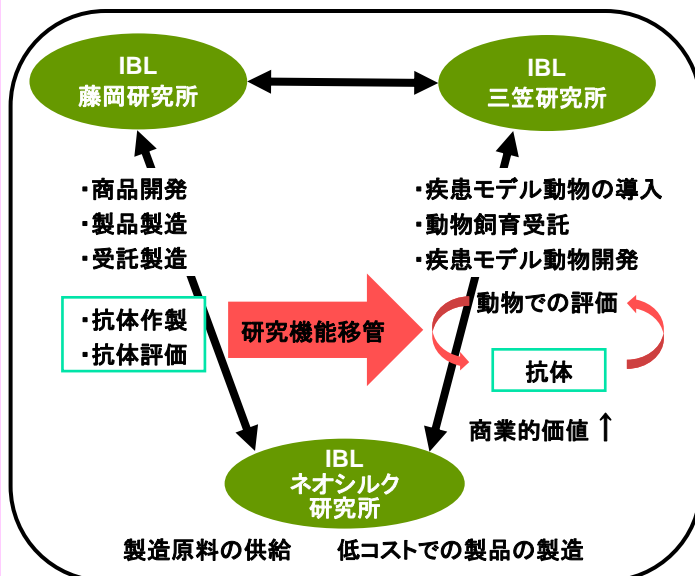 IBL
藤岡研究所
IBL
三笠研究所
・商品開発
・製品製造
・受託製造
・抗体作製
・抗体評価
研究機能移管
・疾患モデル動物の導入
・動物飼育受託
・疾患モデル動物開発
動物での評価
抗体
商業的価値↑
IBL
ネオシルク
研究所
製造原料の供給　　低コストでの製品の製造